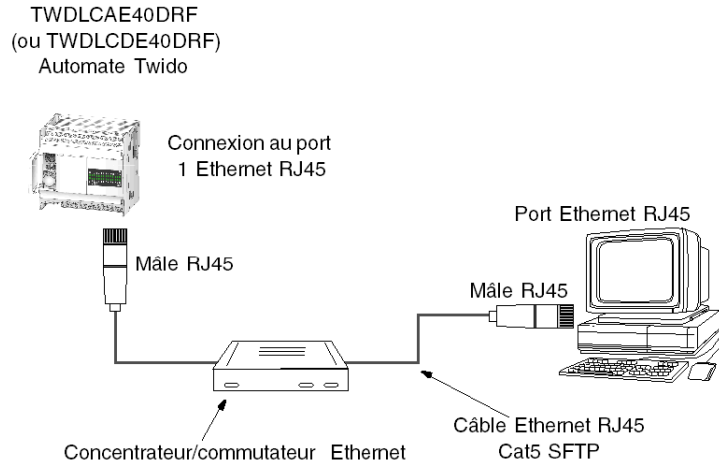 TWDLCAE40DRF
(ou TWDLCDE40DRF)
Automate Twido
Connexion au port
1 Ethernet RJ45
Port Ethernet RJ45
Mâle RJ45
Mâle RJ45
Câble Ethernet RJ45
Cat5 SFTP
Concentrateur/commutateur Ethernet